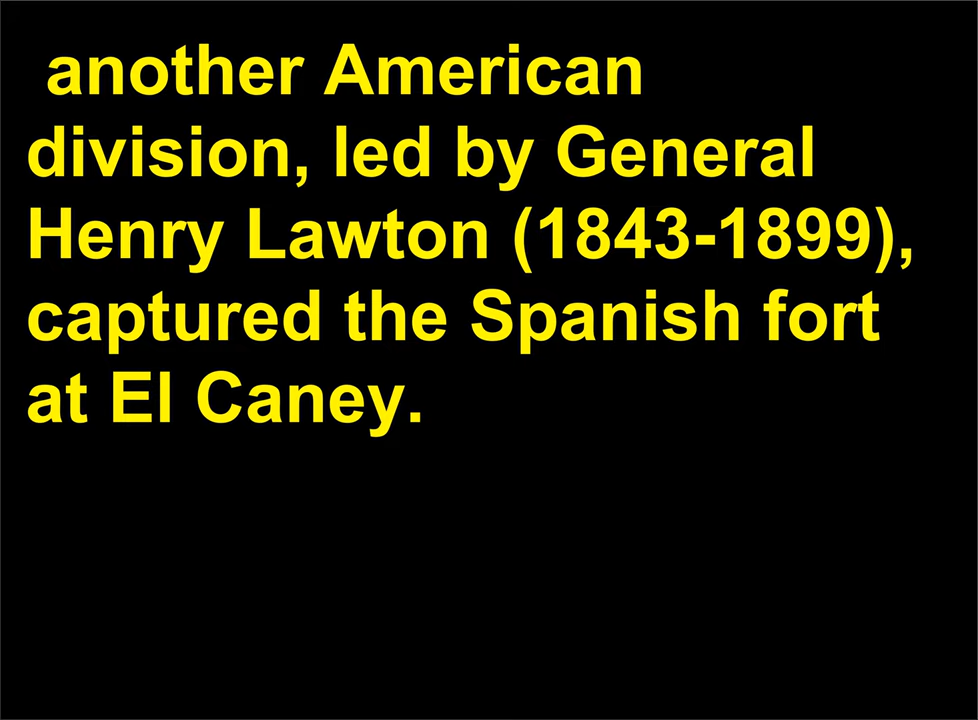 another American
division, led by General
Henry Lawton (1843-1899),
captured the Spanish fort
at El Caney.